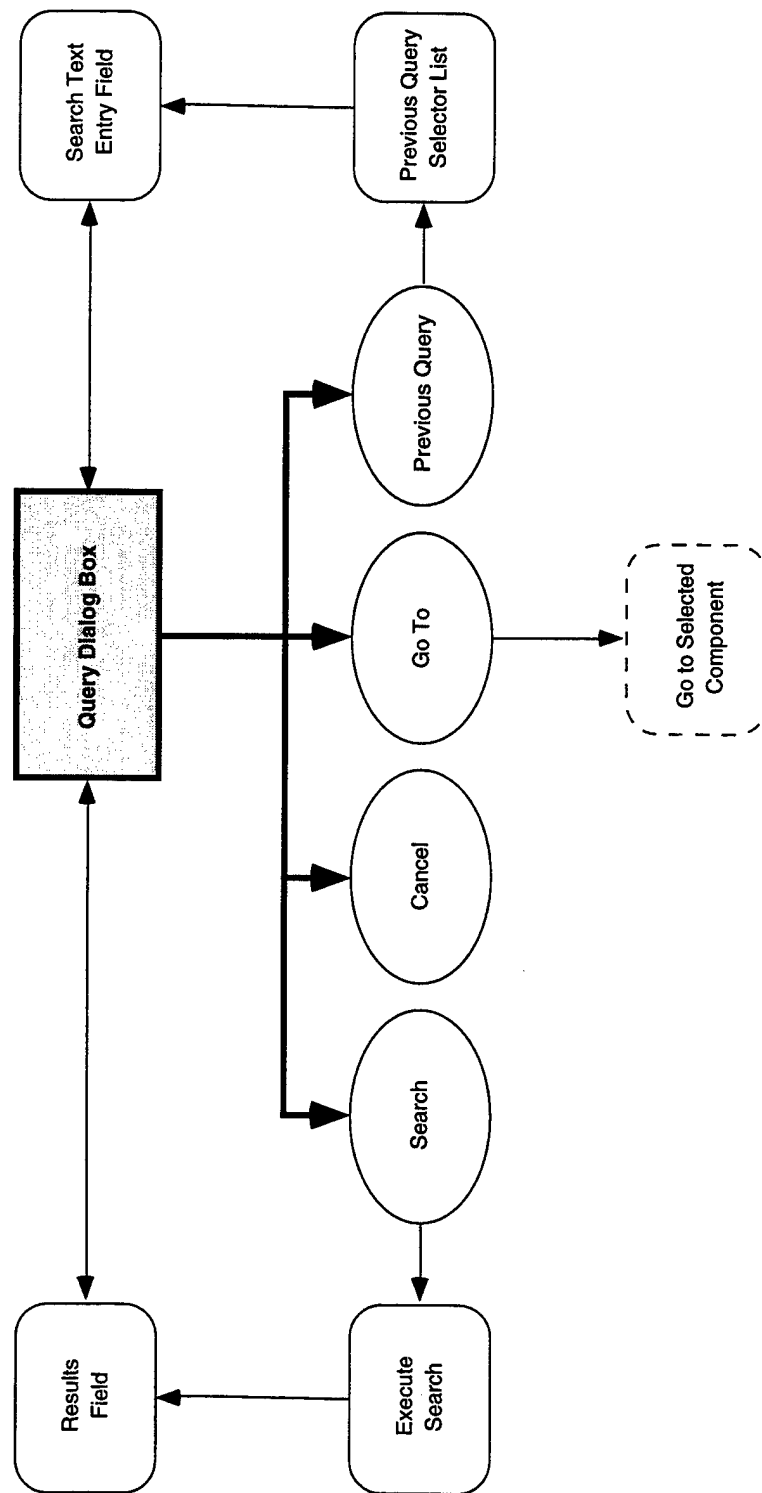 Results
Field
Query Dialog Box
Search Text
Entry Field
Execute
Search
Search
Cancel
Go To
Previous Query
Previous Query
Selector List
Go to Selected
Component